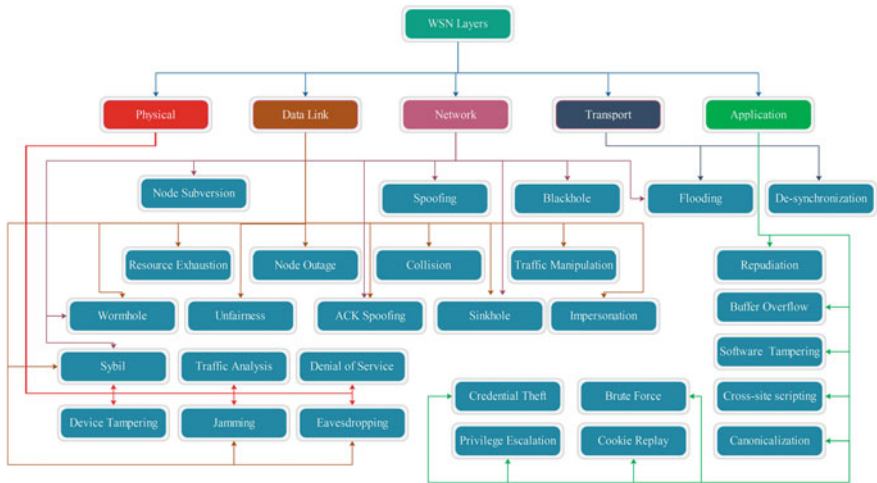 WSN Layers
Physical
Data Link
Network
Transport
Application
Node Subversion
Spoofing
Blackhole
Flooding
De-synchronization
Resource Exhaustion
Node Outage
Collision
Traffic Manipulation
Repudiation
Wormhole
Unfairness
ACK Spoofing
Sinkhole
Impersonation
Buffer Overflow
Sybil
Traffic Analysis
Denial of Service
Software Tampering
Credential Theft
Brute Force
Cross-site scripting
Device Tampering
Jamming
Eavesdropping
Privilege Escalation
Cookie Replay
Canonicalization